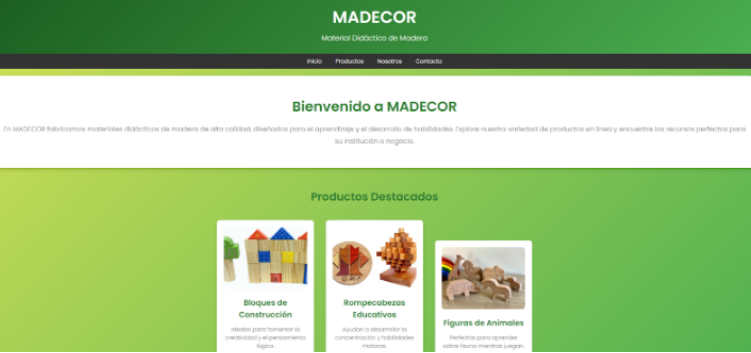 MADECOR
Material Didáctico de Madera
Inicio Productos Nosotros Contacto
Bienvenido a MADECOR
En MADECOR fabricamos materiales didácticos de madera de alta calidad, diseñados para el aprendizaje y el desarrollo de habilidades. Explore nuestra variedad de productos en línea y encuentre los recursos perfectos para
su institución o negocio.
Productos Destacados
Bloques de
Construcción
Ideales para fomentar la
creatividad y el pensamiento
lógico.
Rompecabezas
Educativos
Ayudan a desarrollar la
concentración y habilidades
motoras.
Figuras de Animales
Perfectas para aprender
sobre fauna mientras juegan.